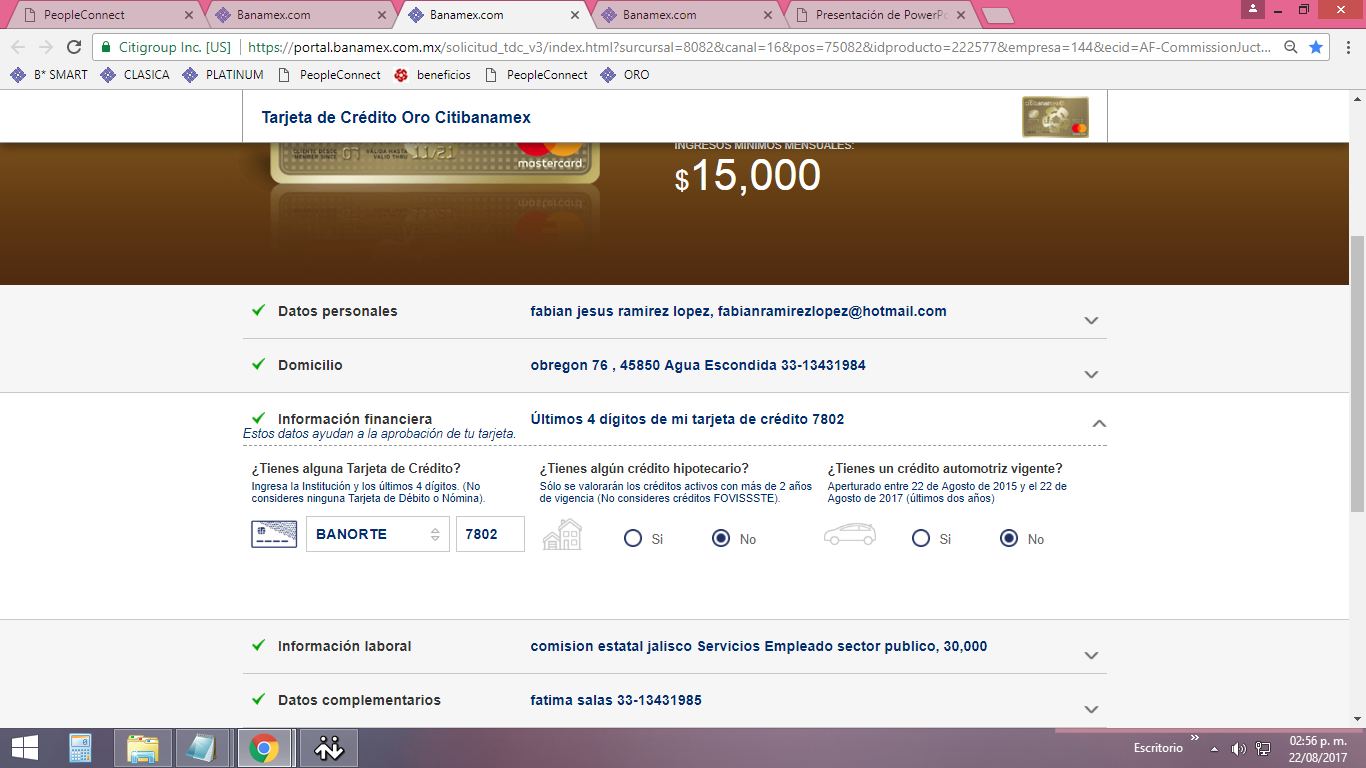 PeopleConnect
Banamex.com
Banamex.com
Banamex.com
Presentación de PowerPo
Citigroup Inc. [US] https://portal.banamex.com.mx/solicitud_tdc_v3/index.html?surcursal=8082&canal=16&pos=75082&idproducto=222577&empresa=144&ecid=AF-CommissionJuct...
B* SMART CLASICA PLATINUM PeopleConnect beneficios PeopleConnect ORO
Tarjeta de Crédito Oro Citibanamex
INGRESOS MÍNIMOS MENSUALES:
$15,000
CLIENTE DESDE
MEMBER SINCE 07 VÁLIDA HASTA
VALID THRU 11/21
mastercard.
Datos personales fabian jesus ramirez lopez, fabianramirezlopez@hotmail.com
Domicilio obregon 76 , 45850 Agua Escondida 33-13431984
Información financiera Últimos 4 dígitos de mi tarjeta de crédito 7802
Estos datos ayudan a la aprobación de tu tarjeta.
¿Tienes alguna Tarjeta de Crédito?
Ingresa la Institución y los últimos 4 dígitos. (No
consideres ninguna Tarjeta de Débito o Nómina).
BANORTE 7802
¿Tienes algún crédito hipotecario?
Sólo se valorarán los créditos activos con más de 2 años
de vigencia (No consideres créditos FOVISSSTE).
Si No
¿Tienes un crédito automotriz vigente?
Aperturado entre 22 de Agosto de 2015 y el 22 de
Agosto de 2017 (últimos dos años)
Si No
Información laboral comision estatal jalisco Servicios Empleado sector publico, 30,000
Datos complementarios fatima salas 33-13431985
Escritorio
02:56 p. m.
22/08/2017